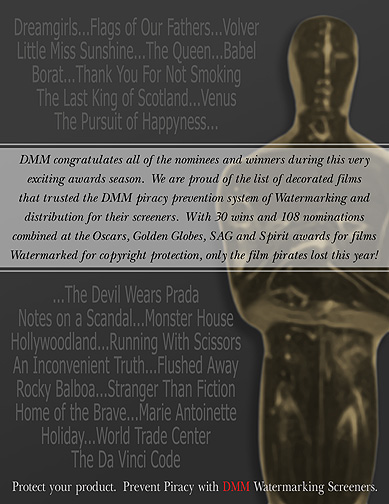 Dreamgirls...Flags of Our Fathers...Volver
Little Miss Sunshine...The Queen...Babel
Borat...Thank You For Not Smoking
The Last King of Scotland...Venus
The Pursuit of Happyness...
DMM congratulates all of the nominees and winners during this very
exciting awards season.  We are proud of the list of decorated films
that trusted the DMM piracy prevention system of Watermarking and
distribution for their screeners.  With 30 wins and 108 nominations
combined at the Oscars, Golden Globes, SAG and Spirit awards for films
Watermarked for copyright protection, only the film pirates lost this year!
...The Devil Wears Prada
Notes on a Scandal...Monster House
Hollywoodland...Running With Scissors
An Inconvenient Truth...Flushed Away
Rocky Balboa...Stranger Than Fiction
Home of the Brave...Marie Antoinette
Holiday...World Trade Center
The Da Vinci Code
Protect your product.  Prevent Piracy with DMM Watermarking Screeners.